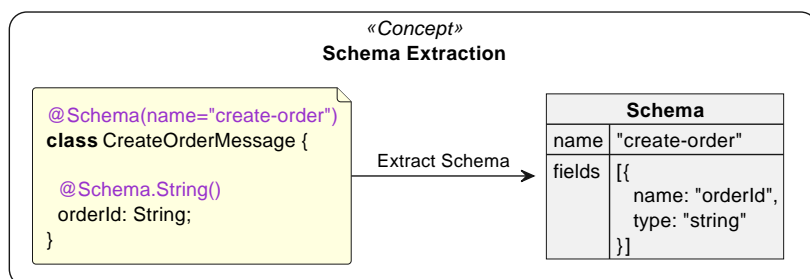 «Concept»
Schema Extraction
@Schema(name="create-order")
class CreateOrderMessage {
@Schema.String()
orderId: String;
}
Extract Schema
Schema
name "create-order"
fields [{
name: "orderId",
type: "string"
}]